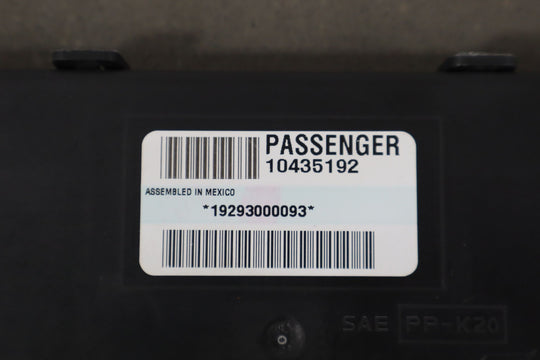 PASSENGER
10435192
ASSEMBLED IN MEXICO
*19293000093*
SAE PP-K20